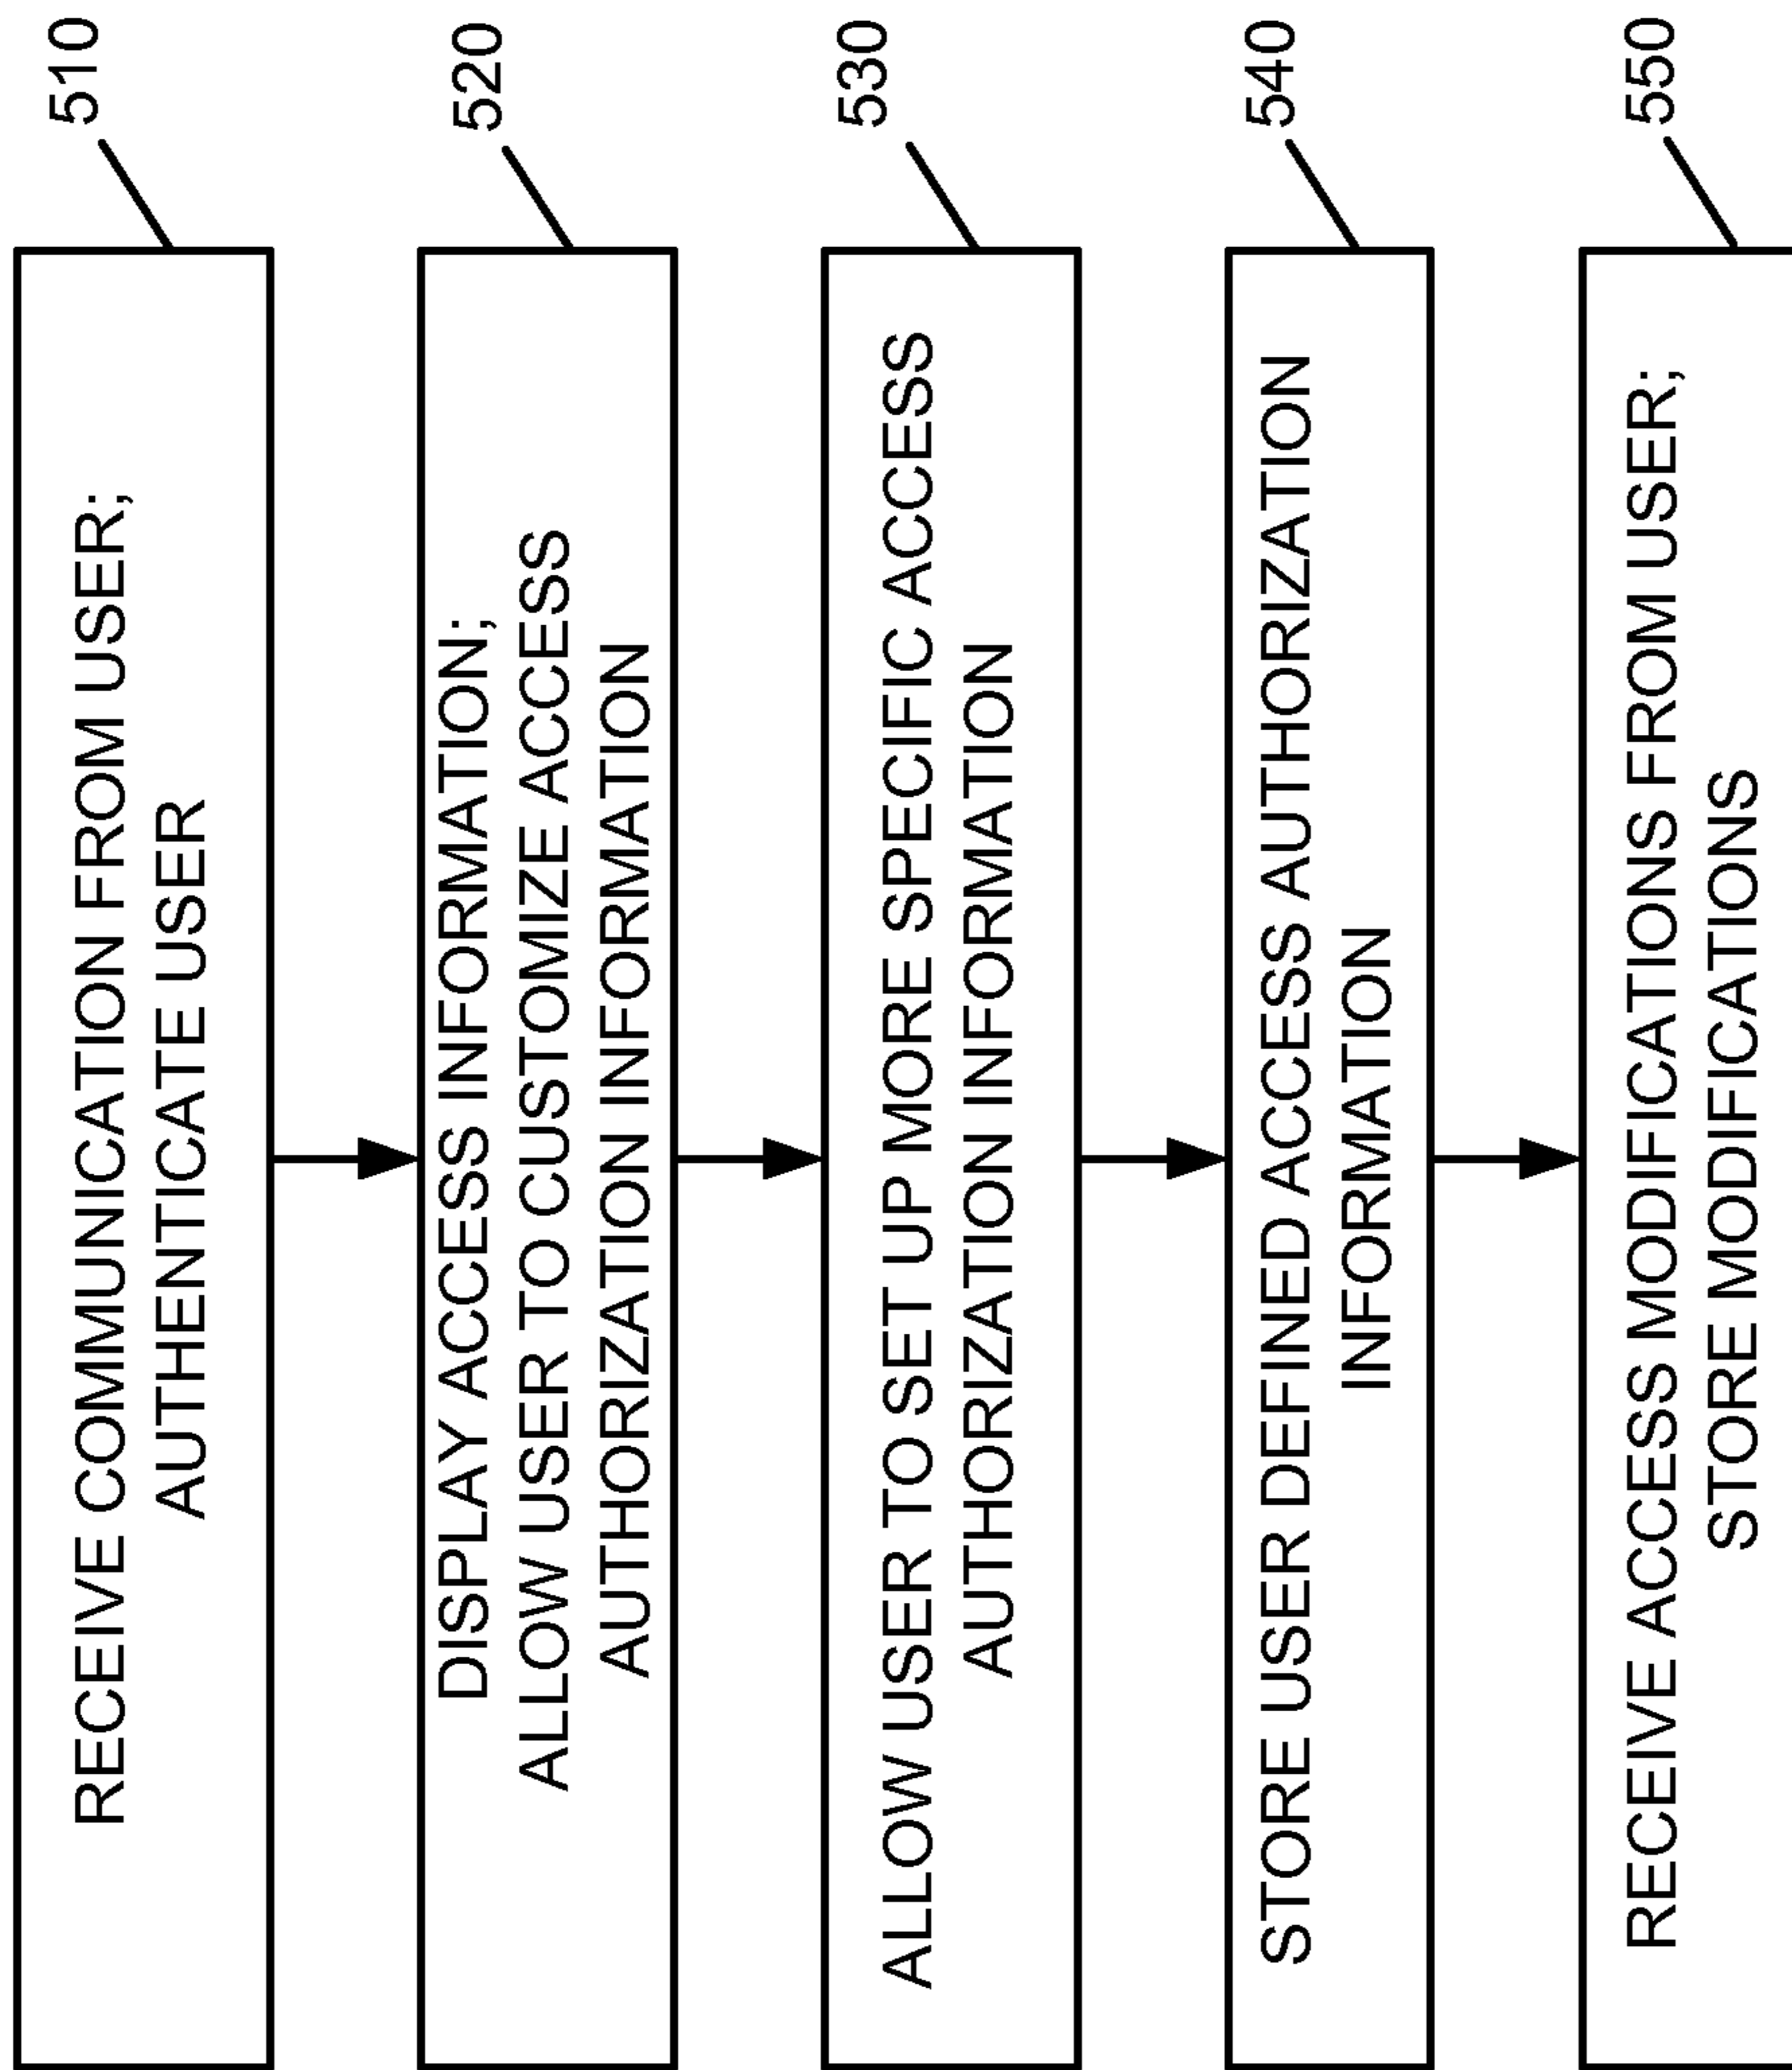 510
RECEIVE COMMUNICATION FROM USER;
AUTHENTICATE USER
520
DISPLAY ACCESS INFORMATION;
ALLOW USER TO CUSTOMIZE ACCESS
AUTHORIZATION INFORMATION
530
ALLOW USER TO SET UP MORE SPECIFIC ACCESS
AUTHORIZATION INFORMATION
540
STORE USER DEFINED ACCESS AUTHORIZATION
INFORMATION
550
RECEIVE ACCESS MODIFICATIONS FROM USER;
STORE MODIFICATIONS